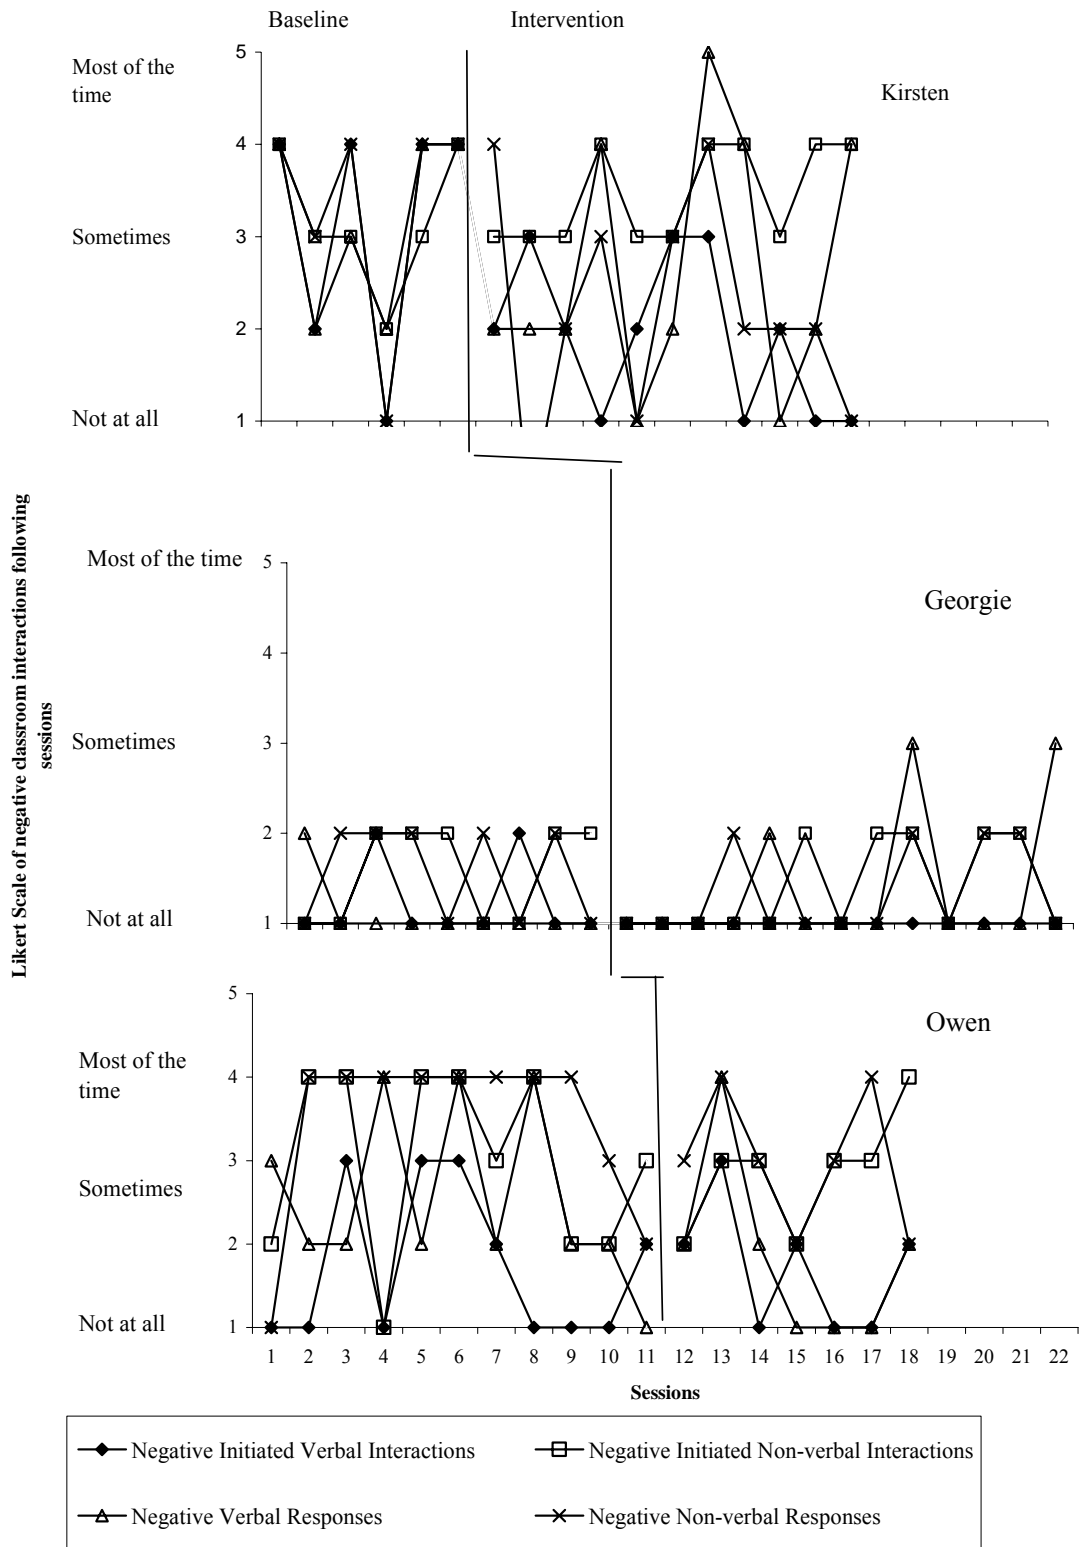 Baseline
Intervention
Most of the
time
Kirsten
5
4
Sometimes
3
2
Not at all
1
Likert Scale of negative classroom interactions following
sessions
Most of the time
5
Georgie
4
Sometimes
3
2
Not at all
1
5
Owen
Most of the
time
4
3
Sometimes
2
Not at all
1
1 2 3 4 5 6 7 8 9 10 11 12 13 14 15 16 17 18 19 20 21 22
Sessions
Negative Initiated Verbal Interactions
Negative Initiated Non-verbal Interactions
Negative Verbal Responses
Negative Non-verbal Responses